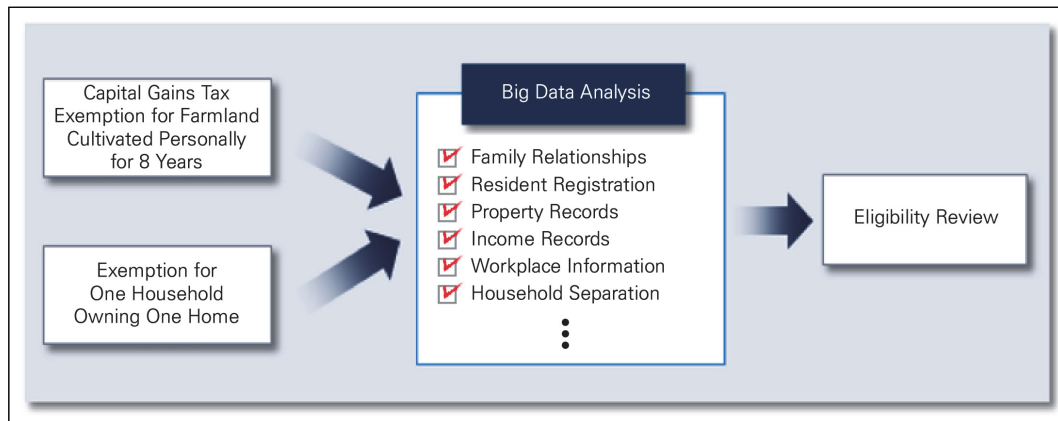 Capital Gains Tax
Exemption for Farmland
Cultivated Personally
for 8 Years
Exemption for
One Household
Owning One Home
Big Data Analysis
Family Relationships
Resident Registration
Property Records
Income Records
Workplace Information
Household Separation
Eligibility Review